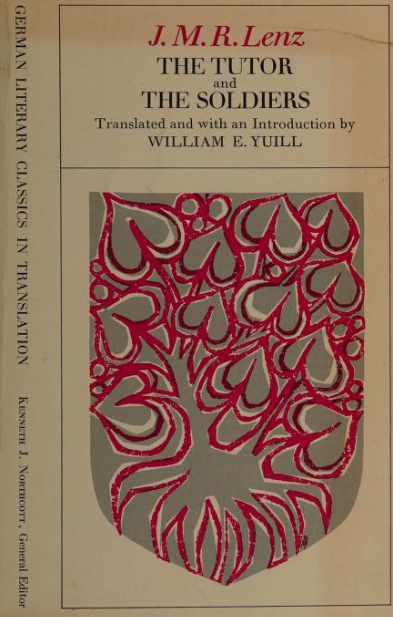 J. M. R. Lenz
THE TUTOR
and
THE SOLDIERS
Translated and with an Introduction by
WILLIAM E. YUILL
GERMAN LITERARY CLASSICS IN TRANSLATION
KENNETH J. NORTHCOTT, General Editor